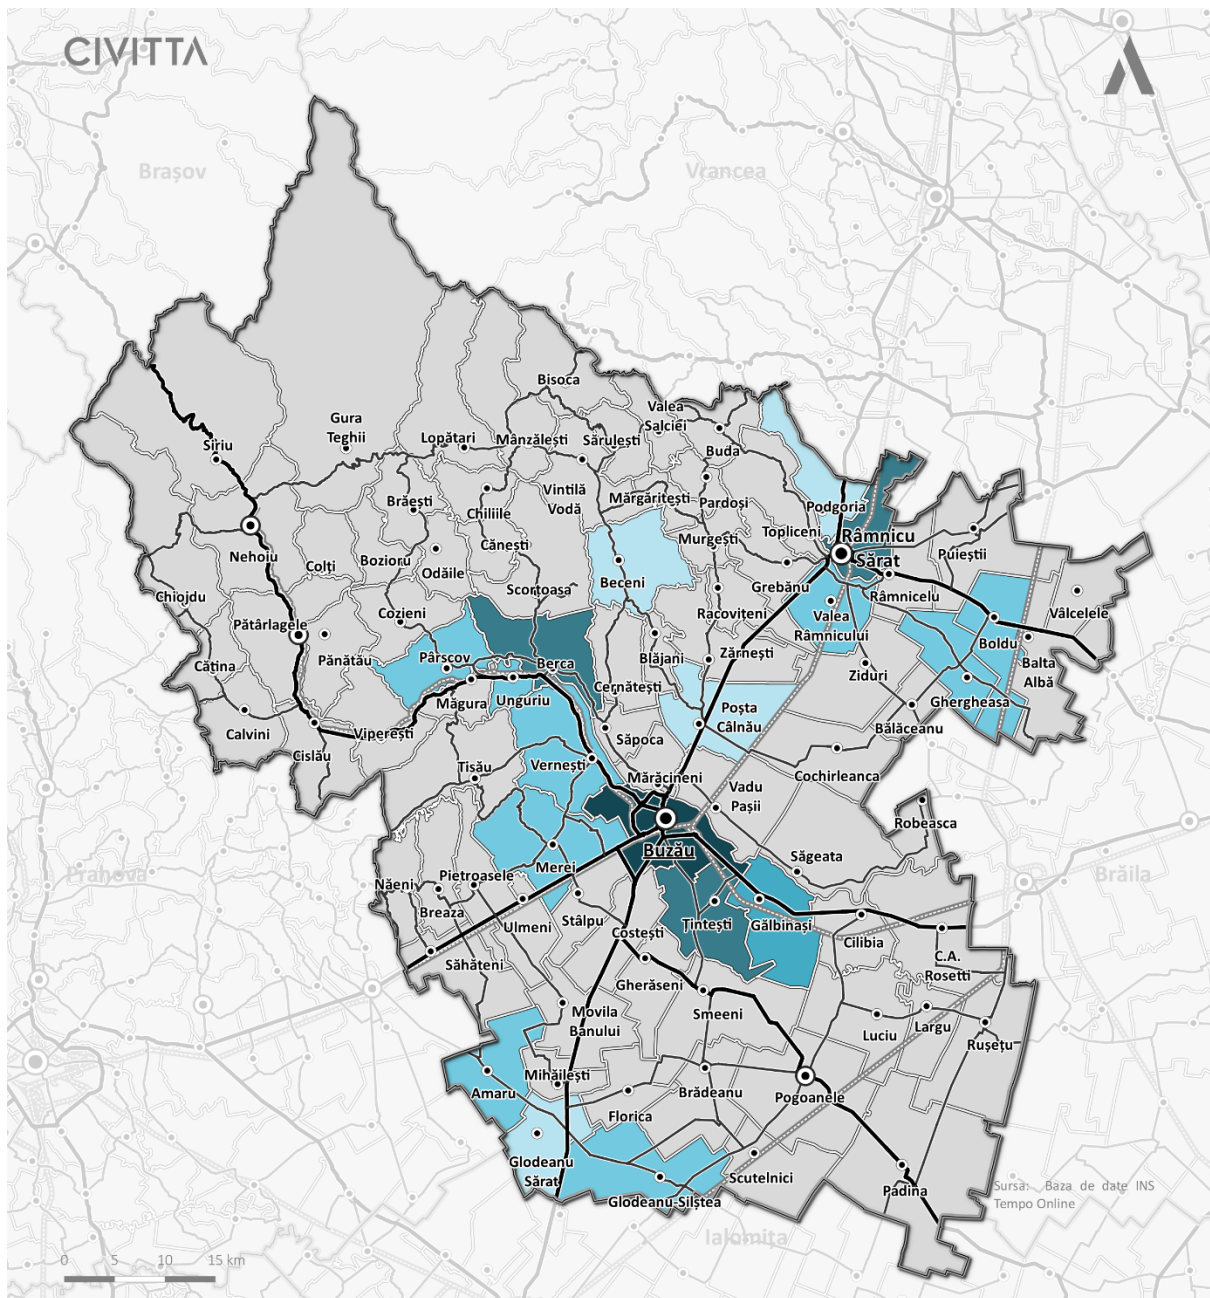 CIVITTA
Brașov
Vrancea
Bisoca
Valea
Salciei
Gura
Teghii
Lopătari
Mânzălești
Sărulești
Siriu
Buda
Vintilă
Vodă
Brăești
Chiliile
Mărgăritești
Pardoși
Podgoria
Topliceni
Râmnicu
Sărat
Nehoiu
Colți
Bozioru
Cănești
Murgești
Puieștii
Odăile
Beceni
Grebănu
Râmnicelu
Chiojdu
Scorțoasa
Vâlcelele
Pătârlagele
Cozieni
Racovițeni
Valea
Râmnicului
Boldu
Cătina
Pănătău
Pârscov
Berca
Blăjani
Zărnești
Balta
Albă
Ziduri
Măgura
Unguriu
Cernătești
Ghergheasa
Poșta
Câlnău
Calvini
Viperești
Săpoca
Bălăceanu
Cislău
Tisău
Vernești
Mărăcineni
Cochirleanca
Vadu
Pașii
Robeasca
Buzău
Prahova
Merei
Săgeata
Brăila
Năeni
Pietroasele
Breaza
Ulmeni
Stâlpu
Costești
Țintești
Gălbinași
Cilibia
C.A.
Rosetti
Săhăteni
Gherăseni
Movila
Banului
Smeeni
Luciu
Largu
Rușețu
Mihăilești
Amaru
Florica
Brădeanu
Pogoanele
Glodeanu
Sărat
Scutelnici
Padina
Glodeanu-Siliștea
Sursa: Baza de date INS
Tempo Online
Ialomița
0 5 10 15 km